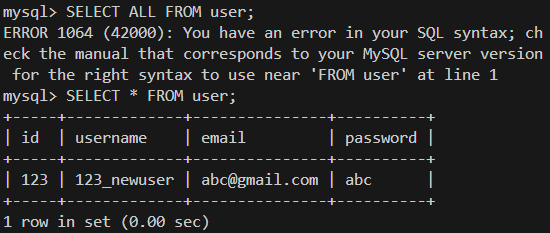 mysql> SELECT ALL FROM user;
ERROR 1064 (42000): You have an error in your SQL syntax; ch
eck the manual that corresponds to your MySQL server version
 for the right syntax to use near 'FROM user' at line 1
mysql> SELECT * FROM user;
+-----+-------------+---------------+----------+
| id  | username    | email         | password |
+-----+-------------+---------------+----------+
| 123 | 123_newuser | abc@gmail.com | abc      |
+-----+-------------+---------------+----------+
1 row in set (0.00 sec)